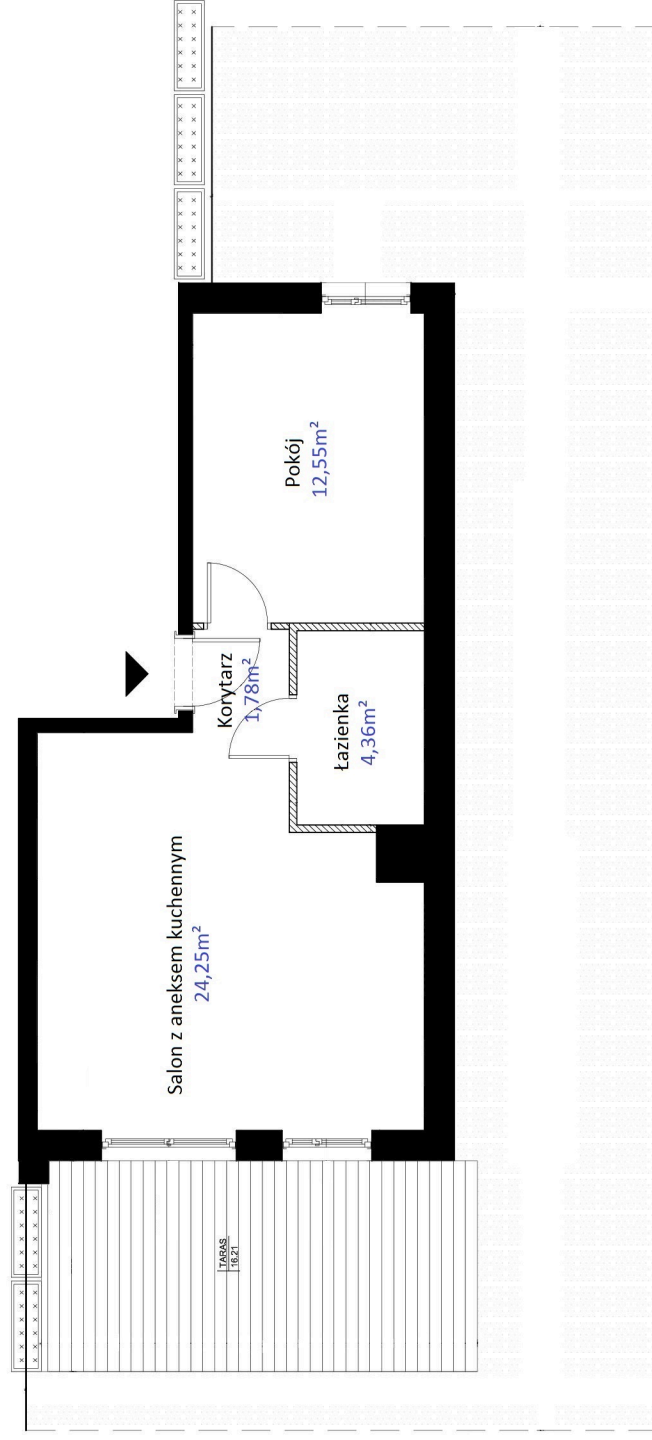 Pokój
12,55m²
Korytarz
1,78m²
Łazienka
4,36m²
Salon z aneksem kuchennym
24,25m²
TARAS
16.21